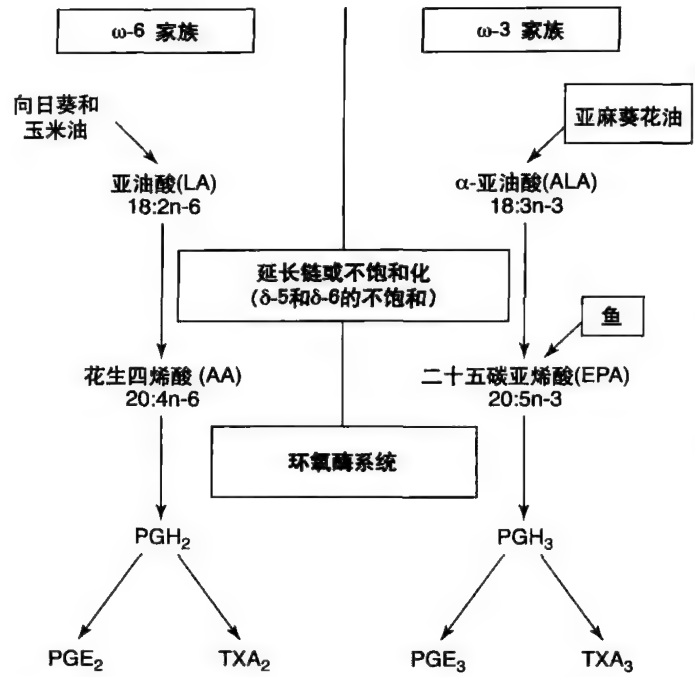 ω-6 家族
ω-3 家族
向日葵和
玉米油
亚麻葵花油
亚油酸(LA)
18:2n-6
α-亚油酸(ALA)
18:3n-3
延长链或不饱和化
(δ-5和δ-6的不饱和)
鱼
花生四烯酸 (AA)
20:4n-6
二十五碳亚烯酸(EPA)
20:5n-3
环氧酶系统
PGH₂
PGH₃
PGE₂
TXA₂
PGE₃
TXA₃